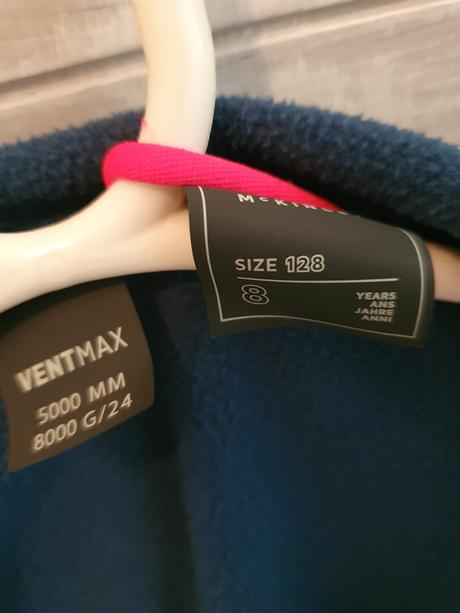 SIZE 128
8
YEARS
ANS
JAHRE
ANNI
VENTMAX
5000 MM
8000 G/24